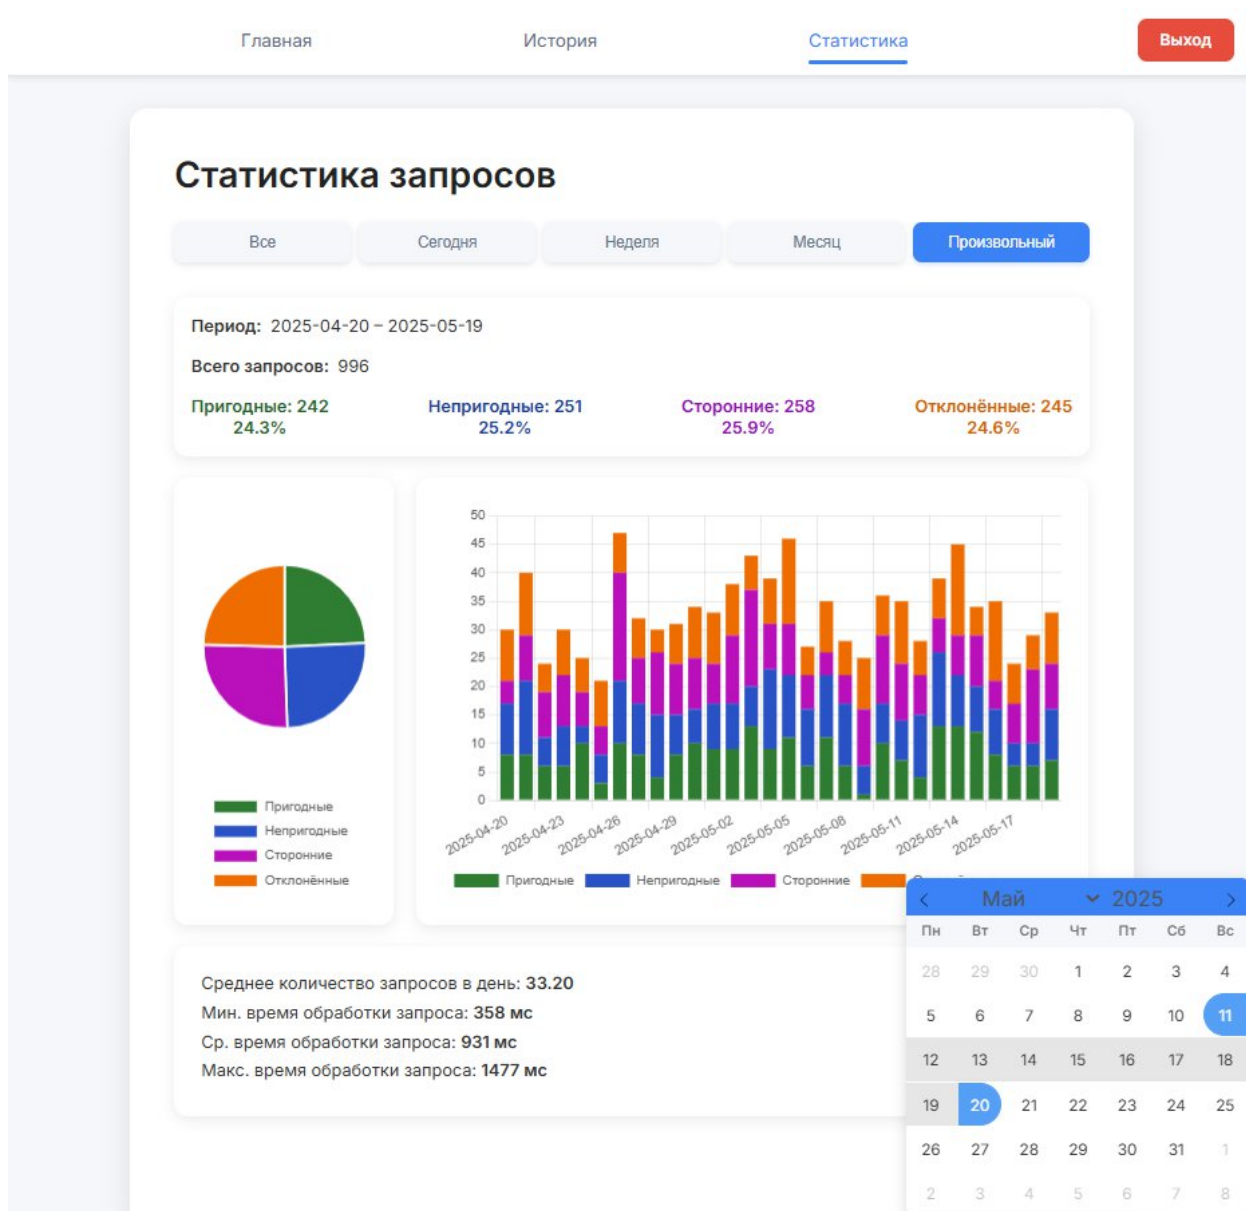 Главная История Статистика Выход
Статистика запросов
Все Сегодня Неделя Месяц Произвольный
Период: 2025-04-20 – 2025-05-19
Всего запросов: 996
Пригодные: 242 Непригодные: 251 Сторонние: 258 Отклонённые: 245
24.3% 25.2% 25.9% 24.6%
Пригодные
Непригодные
Сторонние
Отклонённые
50
45
40
35
30
25
20
15
10
5
0
2025-04-20 2025-04-23 2025-04-26 2025-04-29 2025-05-02 2025-05-05 2025-05-08 2025-05-11 2025-05-14 2025-05-17
Пригодные Непригодные Сторонние
Среднее количество запросов в день: 33.20
Мин. время обработки запроса: 358 мс
Ср. время обработки запроса: 931 мс
Макс. время обработки запроса: 1477 мс
Май 2025
Пн Вт Ср Чт Пт Сб Вс
28 29 30 1 2 3 4
5 6 7 8 9 10 11
12 13 14 15 16 17 18
19 20 21 22 23 24 25
26 27 28 29 30 31 1
2 3 4 5 6 7 8